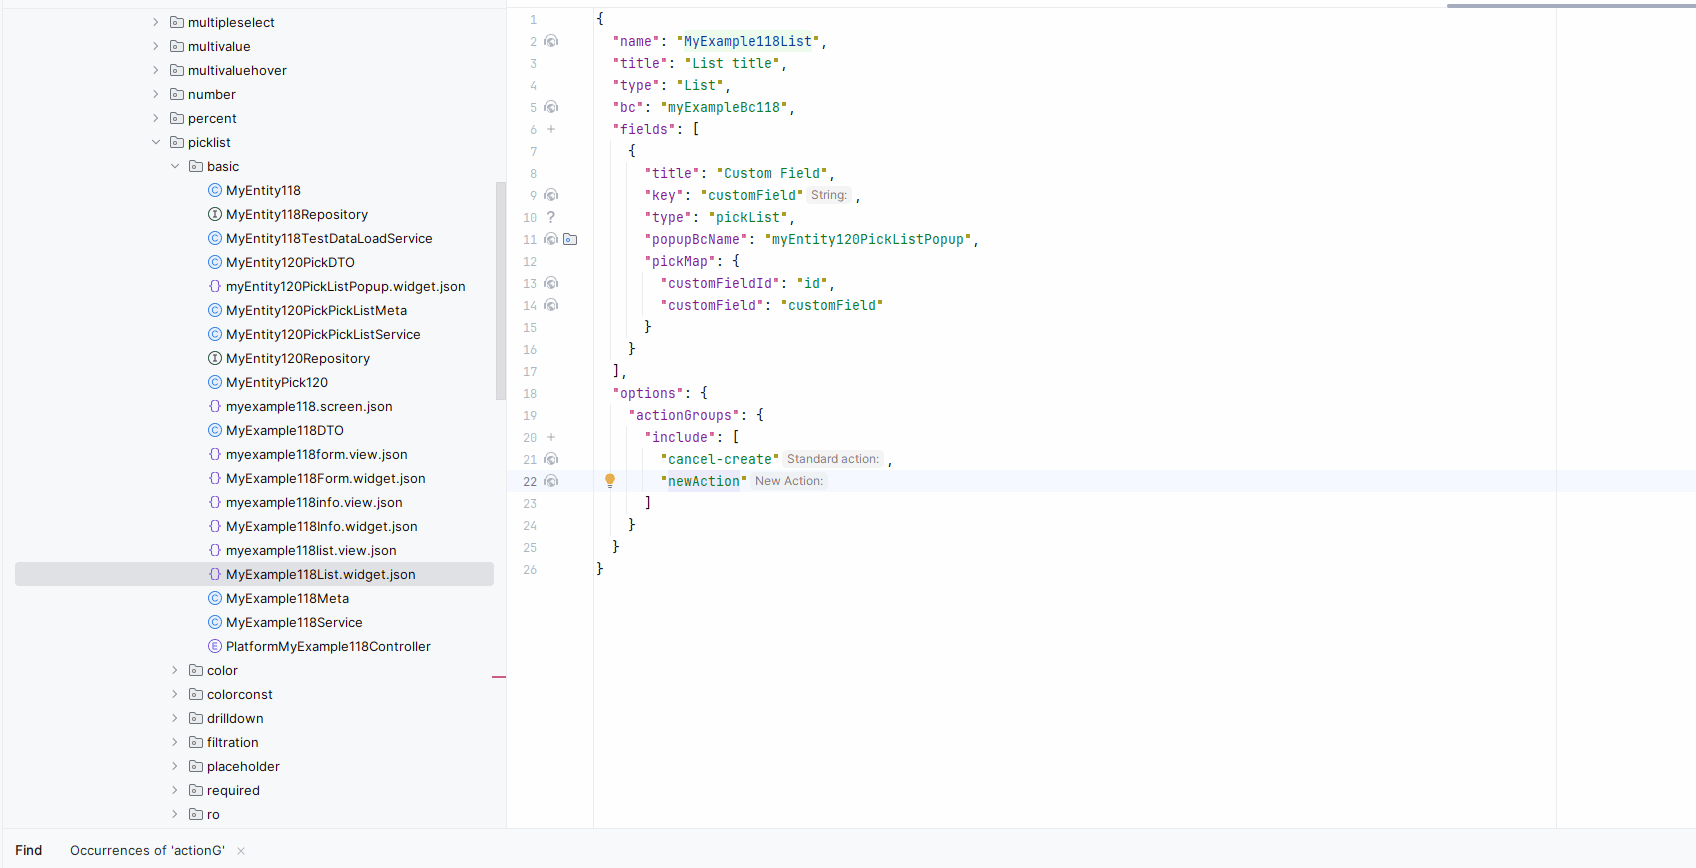 multipleselect
multivalue
multivaluehover
number
percent
picklist
basic
MyEntity118
MyEntity118Repository
MyEntity118TestDataLoadService
MyEntity120PickDTO
myEntity120PickListPopup.widget.json
MyEntity120PickPickListMeta
MyEntity120PickPickListService
MyEntity120Repository
MyEntityPick120
myexample118.screen.json
MyExample118DTO
myexample118form.view.json
MyExample118Form.widget.json
myexample118info.view.json
MyExample118Info.widget.json
myexample118list.view.json
MyExample118List.widget.json
MyExample118Meta
MyExample118Service
PlatformMyExample118Controller
color
colorconst
drilldown
filtration
placeholder
required
ro
1 {
2 "name": "MyExample118List",
3 "title": "List title",
4 "type": "List",
5 "bc": "myExampleBc118",
6 "fields": [
7 {
8 "title": "Custom Field",
9 "key": "customField" String: ,
10 "type": "pickList",
11 "popupBcName": "myEntity120PickListPopup",
12 "pickMap": {
13 "customFieldId": "id",
14 "customField": "customField"
15 }
16 }
17 ],
18 "options": {
19 "actionGroups": {
20 "include": [
21 "cancel-create" Standard action: ,
22 "newAction" New Action:
23 ]
24 }
25 }
26 }
Find Occurrences of 'actionG' ×